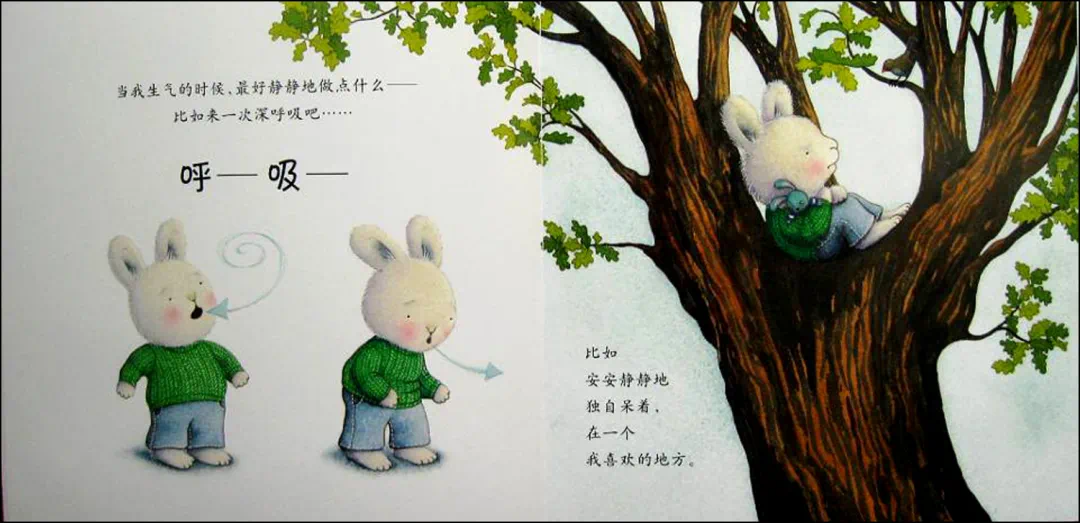 当我生气的时候，最好静静地做点什么——
比如来一次深呼吸吧……
呼—吸—
比如
安安静静地
独自呆着，
在一个
我喜欢的地方。